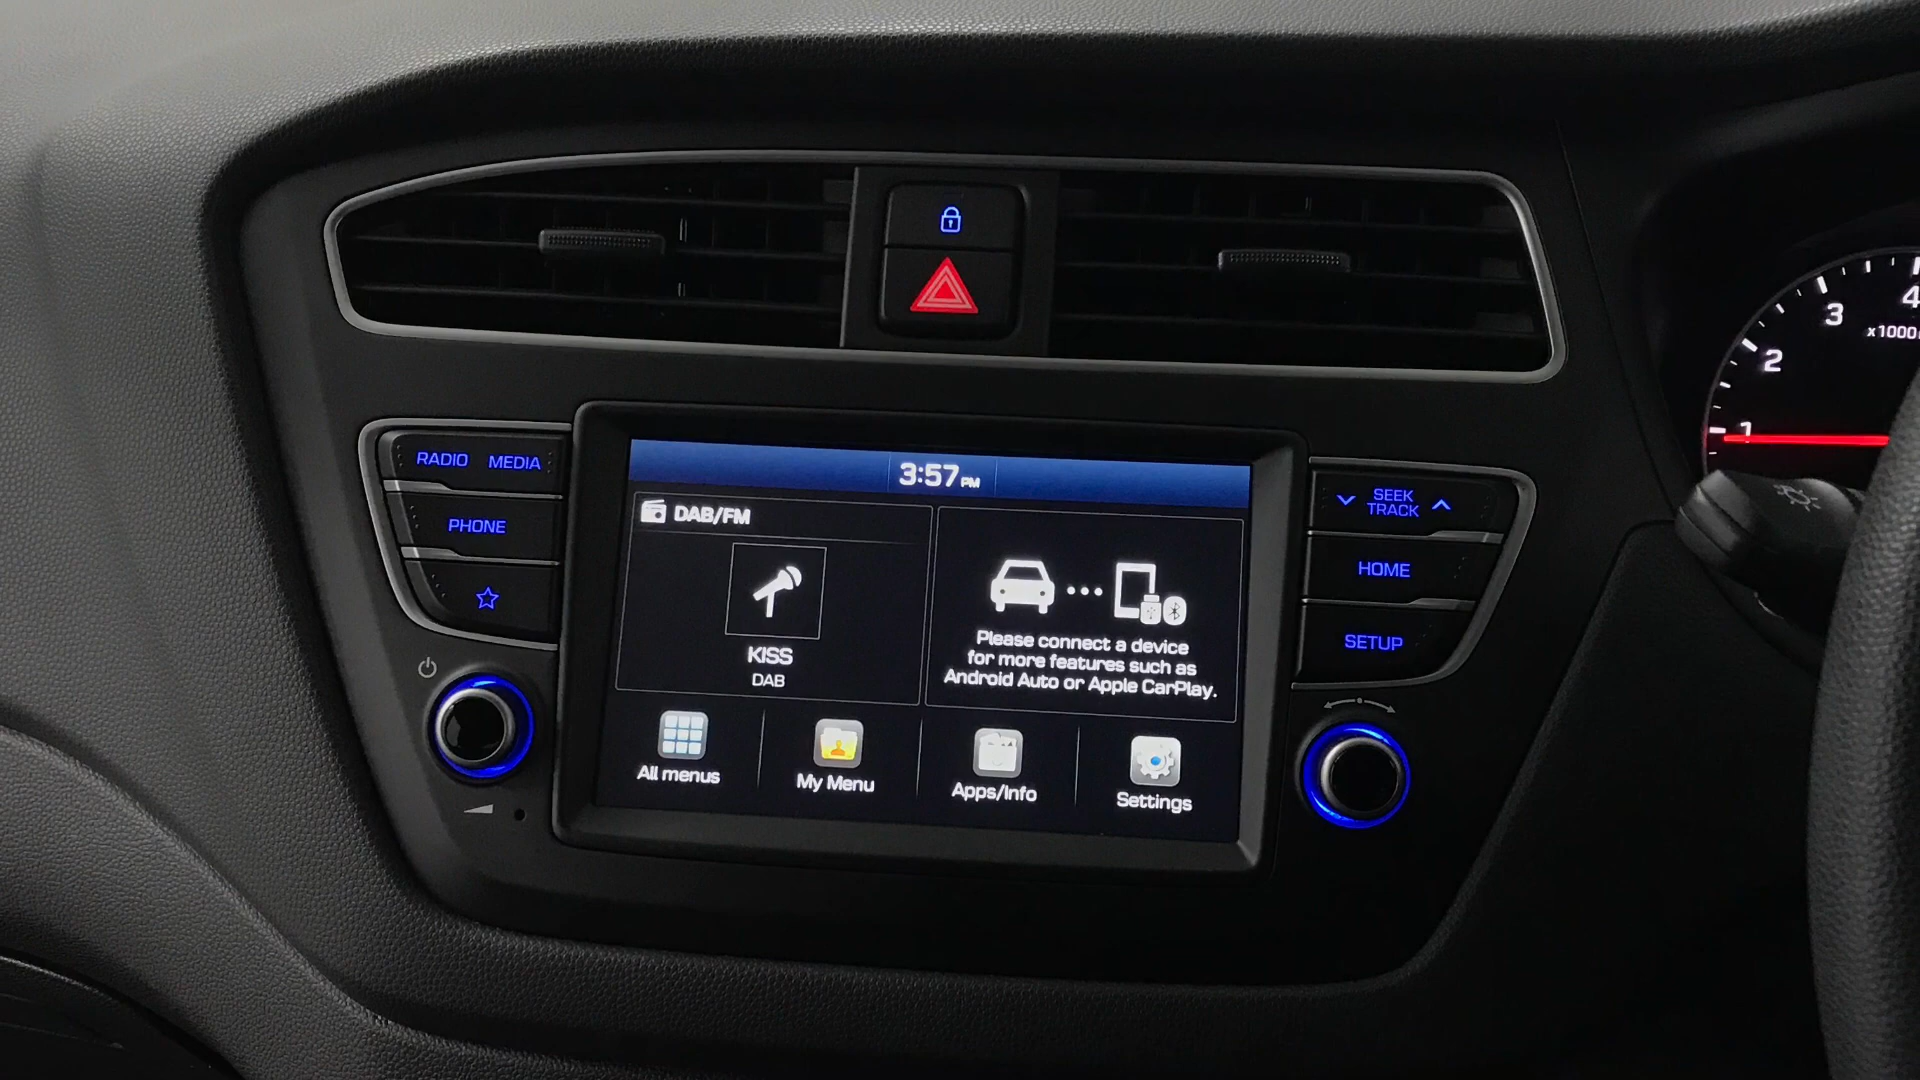 4
3
x1000
2
1
RADIO MEDIA
PHONE
3:57 PM
DAB/FM
KISS
DAB
Please connect a device
for more features such as
Android Auto or Apple CarPlay.
All menus
My Menu
Apps/Info
Settings
SEEK
TRACK
HOME
SETUP